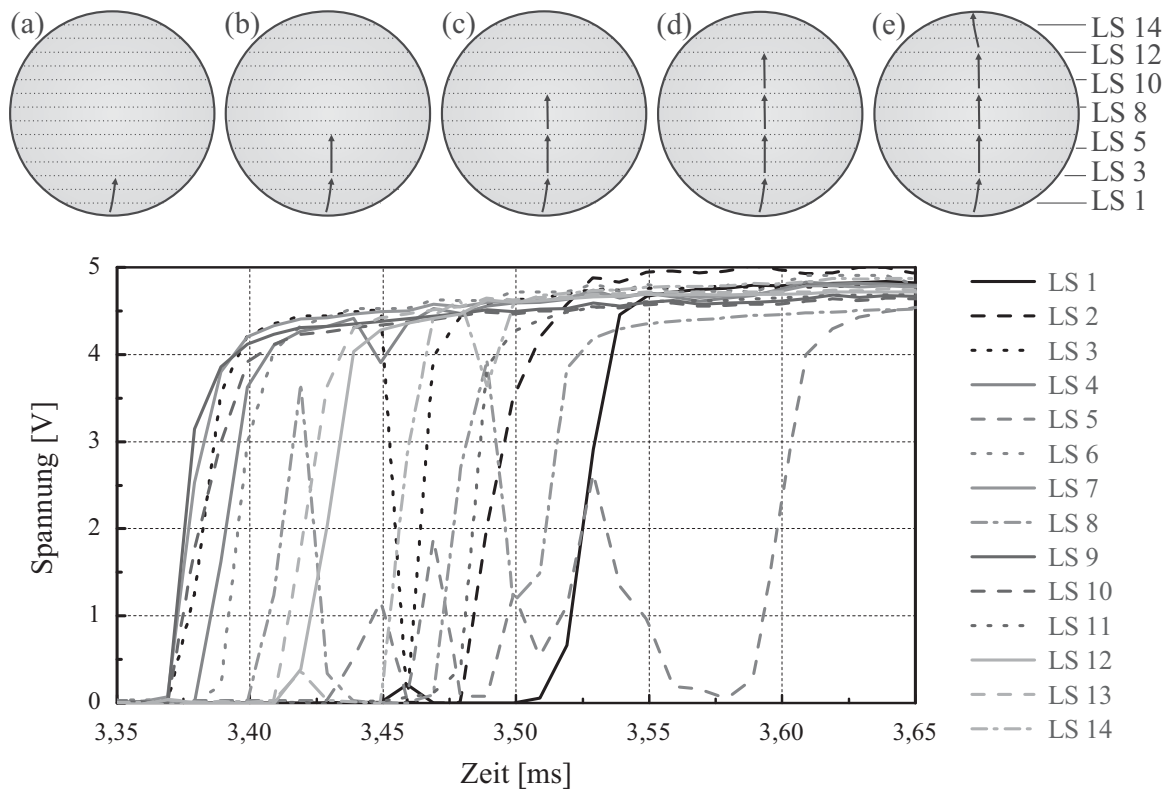 (a) (b) (c) (d) (e)
LS 14
LS 12
LS 10
LS 8
LS 5
LS 3
LS 1
Spannung [V]
5
4
3
2
1
0
3,35 3,40 3,45 3,50 3,55 3,60 3,65
Zeit [ms]
LS 1
LS 2
LS 3
LS 4
LS 5
LS 6
LS 7
LS 8
LS 9
LS 10
LS 11
LS 12
LS 13
LS 14